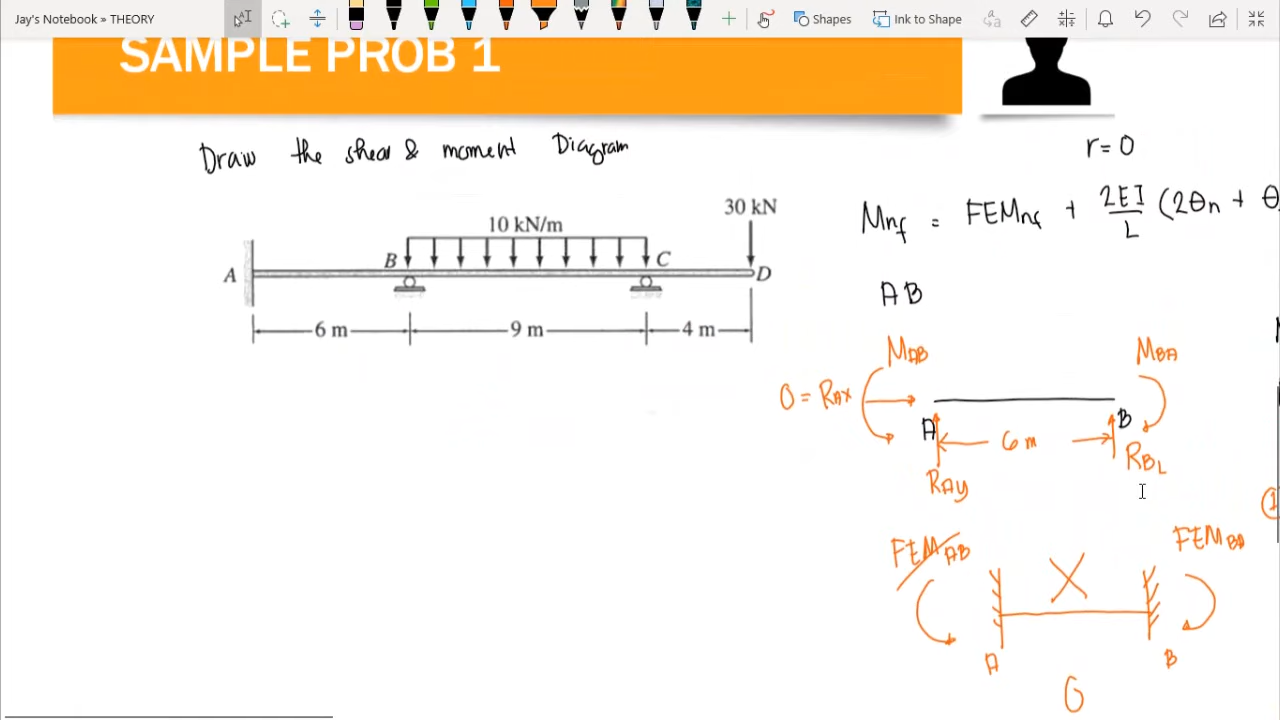 Jay's Notebook » THEORY
Shapes
Ink to Shape
SAMPLE PROB 1
Draw the shear & moment Diagram
r = 0
Mnf = FEMnf + 2EI/L (2θn + θ
30 kN
10 kN/m
A
B
C
D
6 m
9 m
4 m
AB
MAB
MBA
0 = RAX
A
B
6 m
RAY
RBL
FEMAB
FEMBA
A
B
0